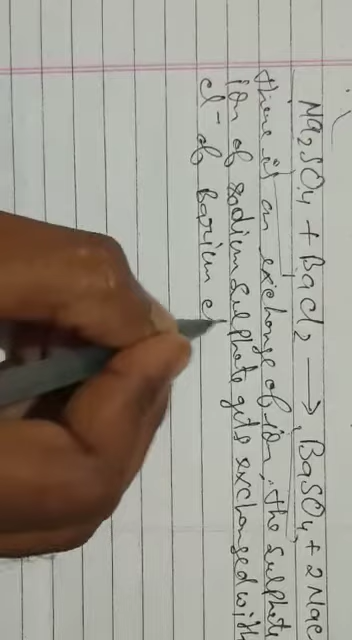 Na2SO4 + BaCl2 → BaSO4 + 2NaCl
there is an exchange of ion, the sulphate
ion of sodium sulphate gets exchanged with
cl- of barium cl